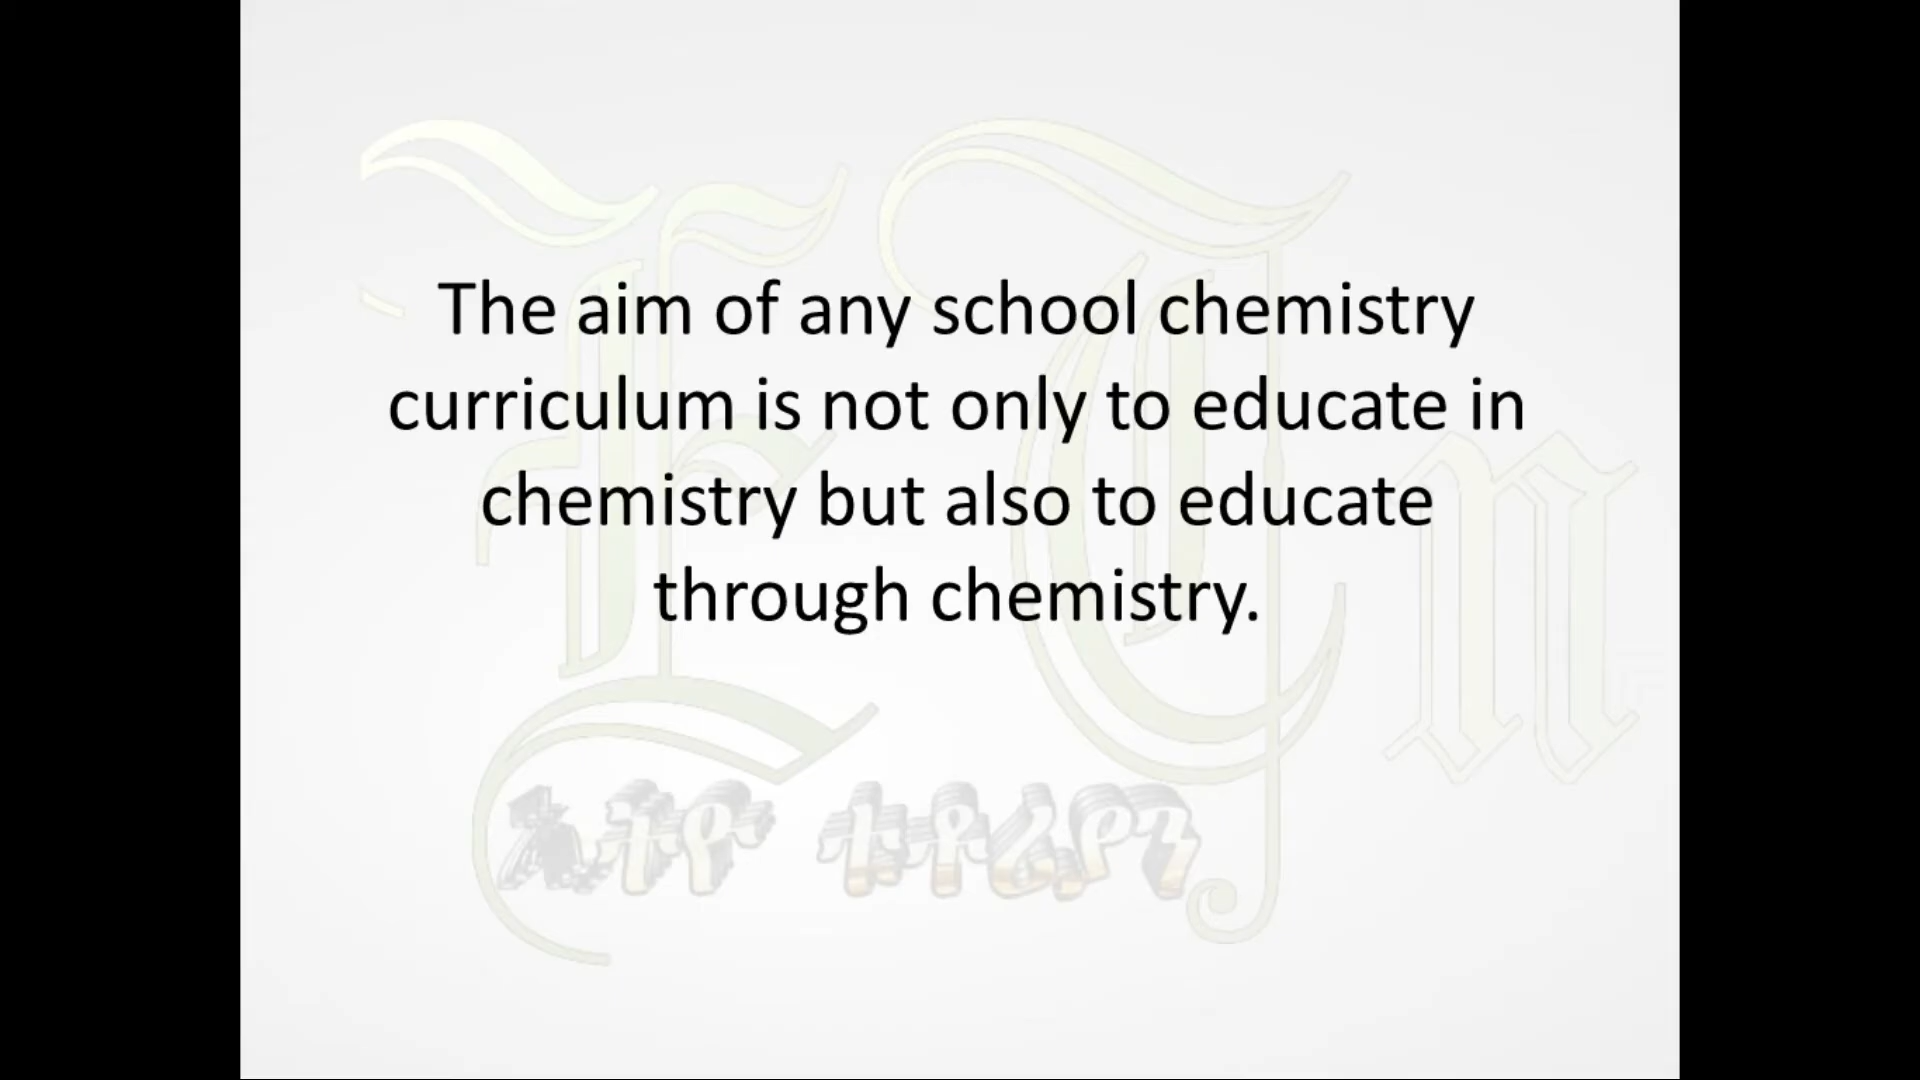 The aim of any school chemistry
curriculum is not only to educate in
chemistry but also to educate
through chemistry.